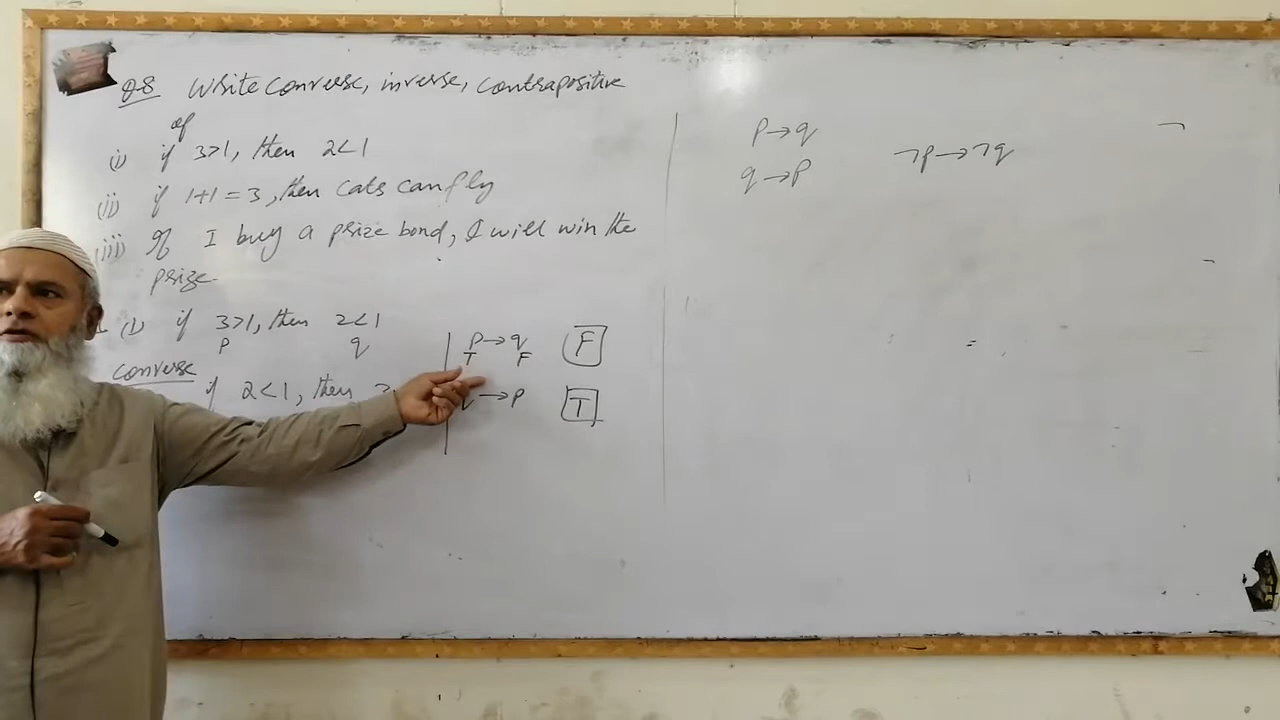 Q8 Write converse, inverse, contrapositive
of
(i) if 3>1, then 2<1
(ii) if 1+1=3, then cats can fly
(iii) If I buy a prize bond, I will win the
prize.
(i) if 3>1, then 2<1
p q
converse
if 2<1, then
p→q F
T F
→p T
p→q
q→p
¬p→¬q
¬